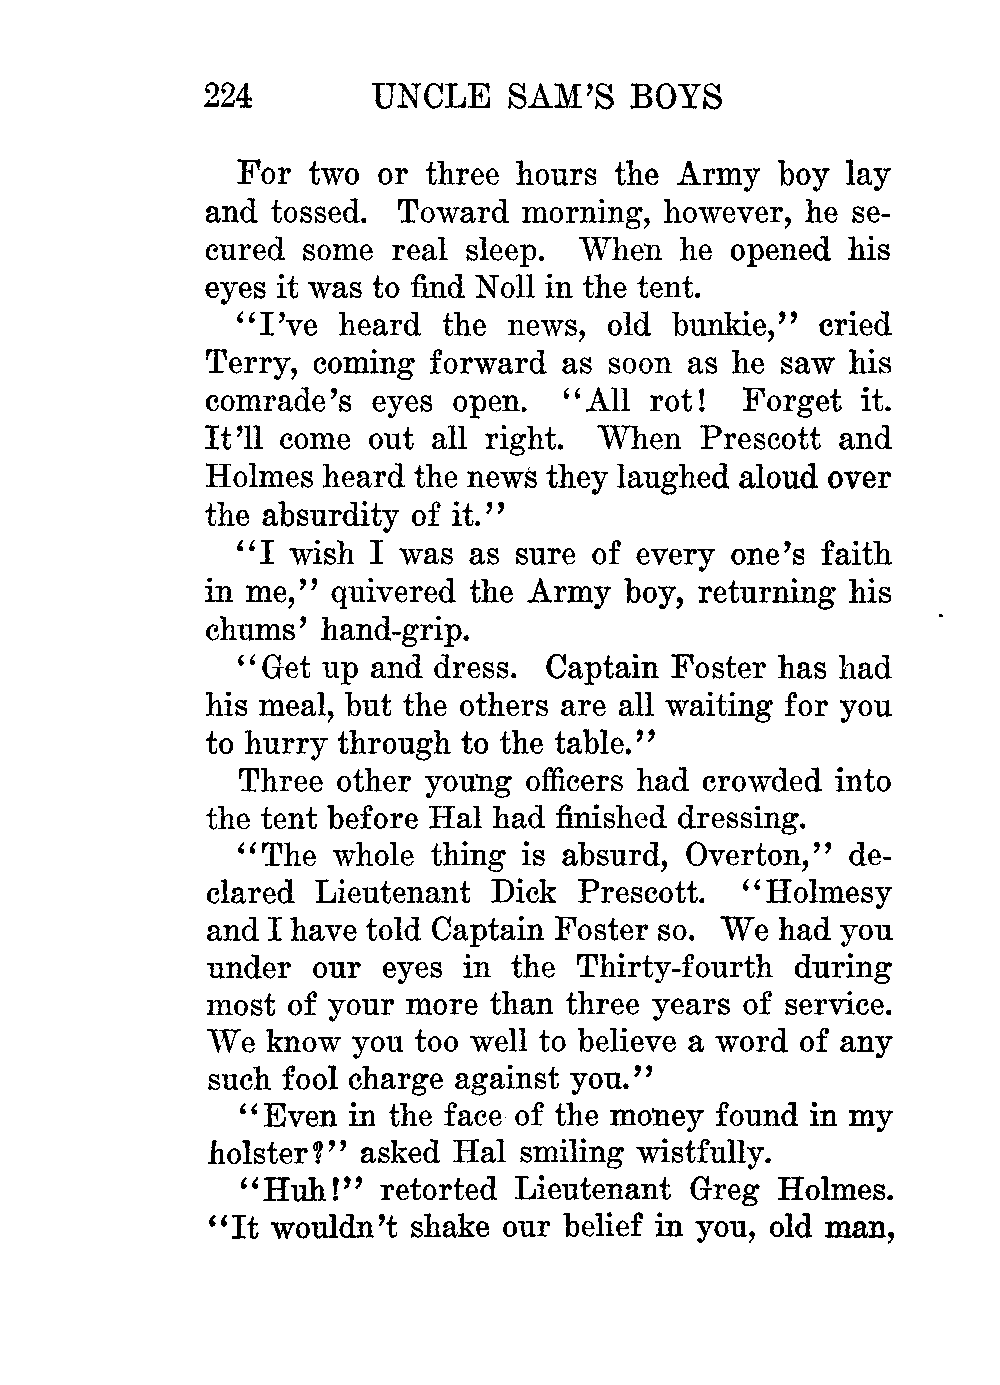 224 UNCLE SAM'S BOYS
For two or three hours the Army boy lay
and tossed. Toward morning, however, he se-
cured some real sleep. When he opened his
eyes it was to find Noll in the tent.
"I've heard the news, old bunkie," cried
Terry, coming forward as soon as he saw his
comrade's eyes open. "All rot! Forget it.
It'll come out all right. When Prescott and
Holmes heard the news they laughed aloud over
the absurdity of it."
"I wish I was as sure of every one's faith
in me," quivered the Army boy, returning his
chums' hand-grip.
"Get up and dress. Captain Foster has had
his meal, but the others are all waiting for you
to hurry through to the table."
Three other young officers had crowded into
the tent before Hal had finished dressing.
"The whole thing is absurd, Overton," de-
clared Lieutenant Dick Prescott. "Holmesy
and I have told Captain Foster so. We had you
under our eyes in the Thirty-fourth during
most of your more than three years of service.
We know you too well to believe a word of any
such fool charge against you."
"Even in the face of the money found in my
holster?" asked Hal smiling wistfully.
"Huh!" retorted Lieutenant Greg Holmes.
"It wouldn't shake our belief in you, old man,